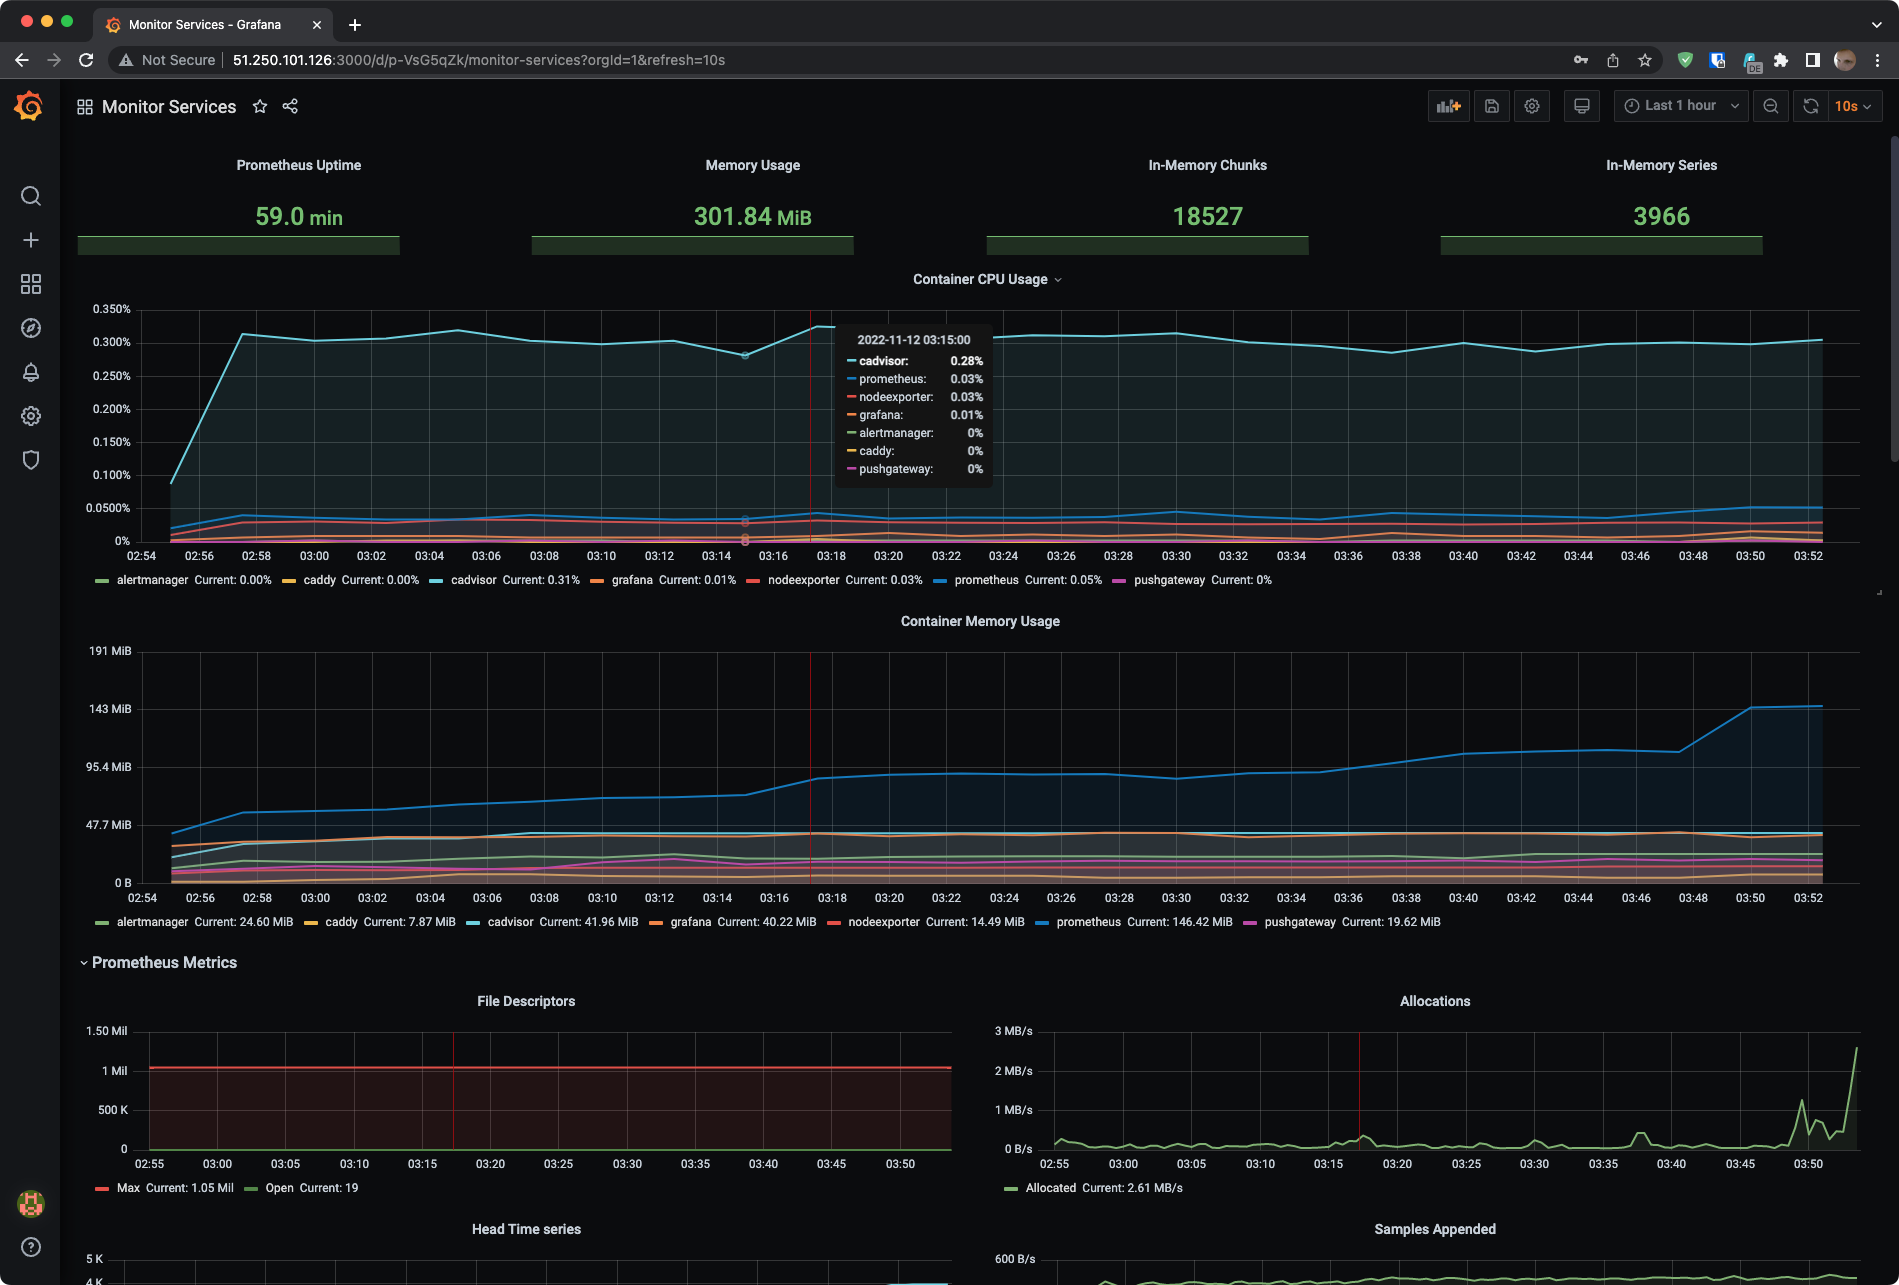 Monitor Services - Grafana
Not Secure 51.250.101.126:3000/d/p-VsG5qZk/monitor-services?orgId=1&refresh=10s
DE
Monitor Services
Last 1 hour
10s
Prometheus Uptime
Memory Usage
In-Memory Chunks
In-Memory Series
59.0 min
301.84 MiB
18527
3966
Container CPU Usage
0.350%
0.300%
0.250%
0.200%
0.150%
0.100%
0.0500%
0%
2022-11-12 03:15:00
cadvisor: 0.28%
prometheus: 0.03%
nodeexporter: 0.03%
grafana: 0.01%
alertmanager: 0%
caddy: 0%
pushgateway: 0%
02:54 02:56 02:58 03:00 03:02 03:04 03:06 03:08 03:10 03:12 03:14 03:16 03:18 03:20 03:22 03:24 03:26 03:28 03:30 03:32 03:34 03:36 03:38 03:40 03:42 03:44 03:46 03:48 03:50 03:52
alertmanager Current: 0.00% caddy Current: 0.00% cadvisor Current: 0.31% grafana Current: 0.01% nodeexporter Current: 0.03% prometheus Current: 0.05% pushgateway Current: 0%
Container Memory Usage
191 MiB
143 MiB
95.4 MiB
47.7 MiB
0 B
02:54 02:56 02:58 03:00 03:02 03:04 03:06 03:08 03:10 03:12 03:14 03:16 03:18 03:20 03:22 03:24 03:26 03:28 03:30 03:32 03:34 03:36 03:38 03:40 03:42 03:44 03:46 03:48 03:50 03:52
alertmanager Current: 24.60 MiB caddy Current: 7.87 MiB cadvisor Current: 41.96 MiB grafana Current: 40.22 MiB nodeexporter Current: 14.49 MiB prometheus Current: 146.42 MiB pushgateway Current: 19.62 MiB
Prometheus Metrics
File Descriptors
1.50 Mil
1 Mil
500 K
0
02:55 03:00 03:05 03:10 03:15 03:20 03:25 03:30 03:35 03:40 03:45 03:50
Max Current: 1.05 Mil Open Current: 19
Allocations
3 MB/s
2 MB/s
1 MB/s
0 B/s
02:55 03:00 03:05 03:10 03:15 03:20 03:25 03:30 03:35 03:40 03:45 03:50
Allocated Current: 2.61 MB/s
Head Time series
5 K
4 K
Samples Appended
600 B/s